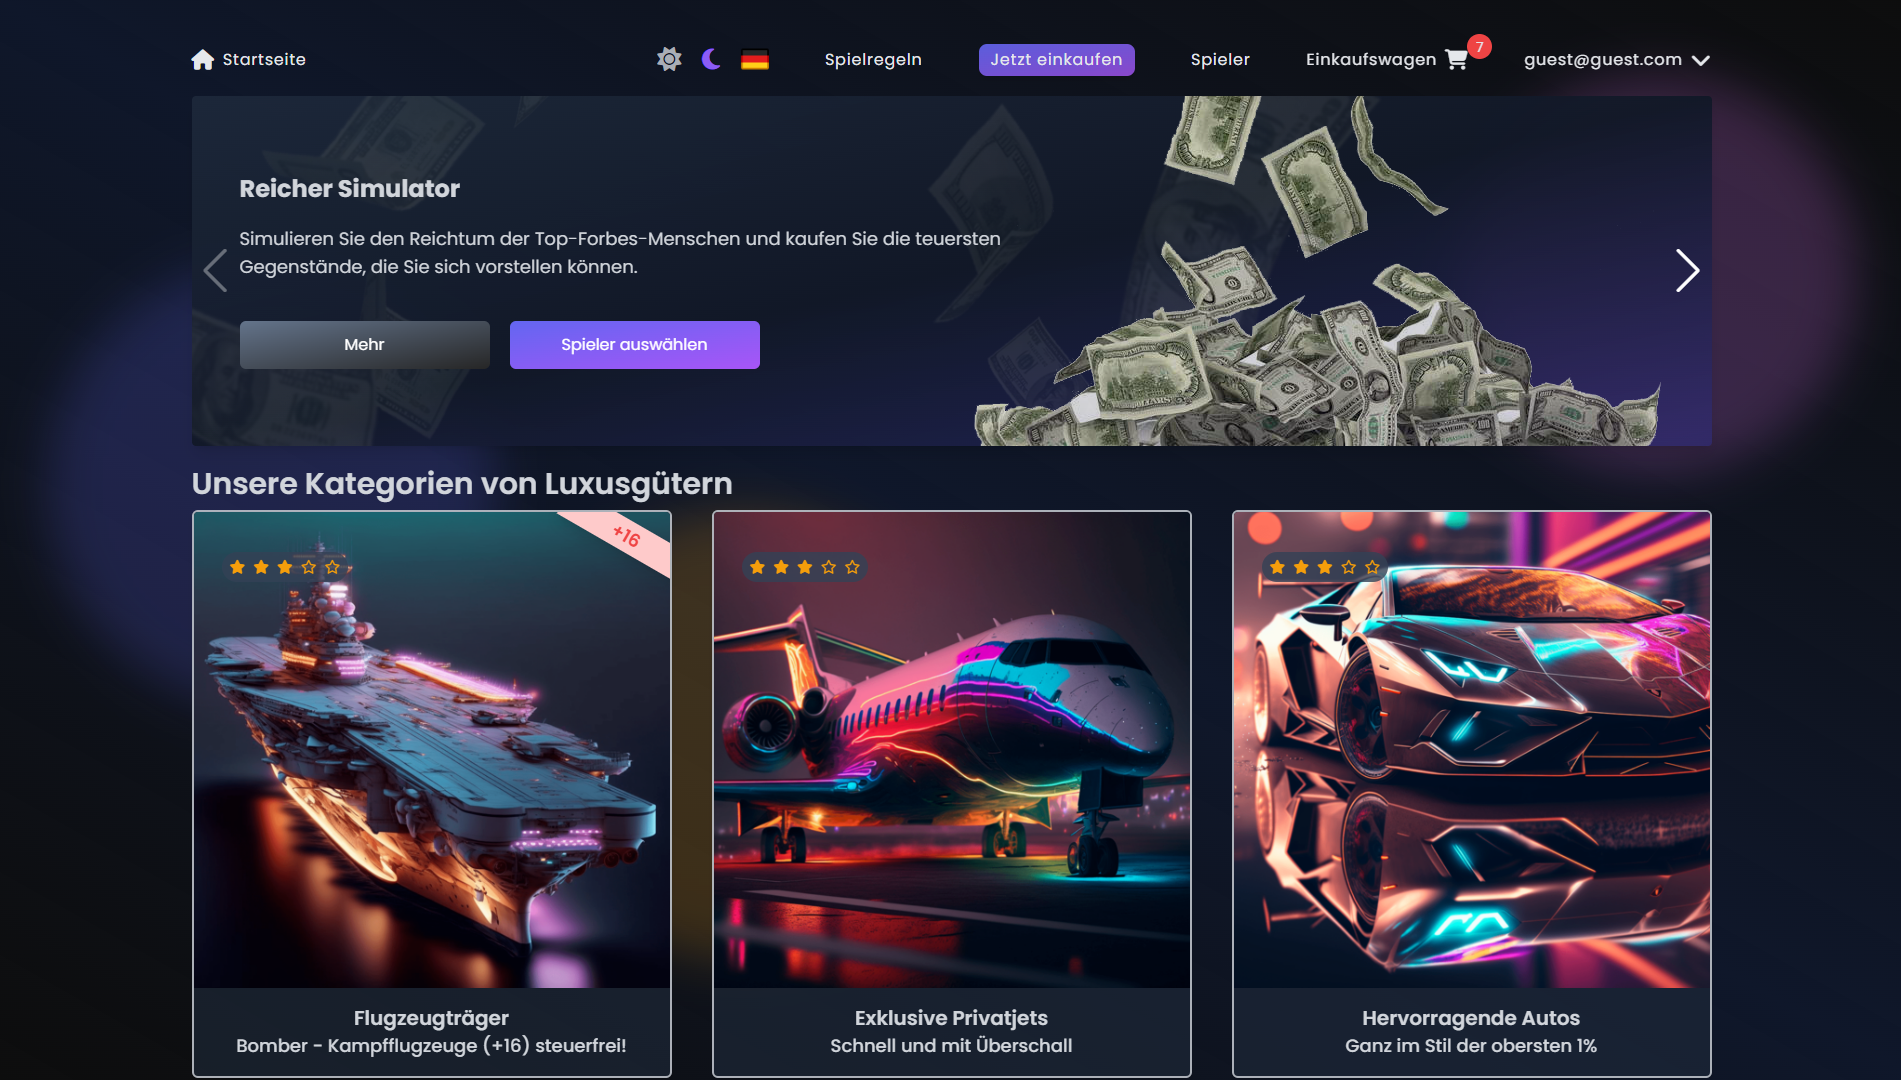 Startseite
Spielregeln
Jetzt einkaufen
Spieler
Einkaufswagen
7
guest@guest.com
Reicher Simulator
Simulieren Sie den Reichtum der Top-Forbes-Menschen und kaufen Sie die teuersten
Gegenstände, die Sie sich vorstellen können.
Mehr
Spieler auswählen
Unsere Kategorien von Luxusgütern
+16
Flugzeugträger
Bomber - Kampfflugzeuge (+16) steuerfrei!
Exklusive Privatjets
Schnell und mit Überschall
Hervorragende Autos
Ganz im Stil der obersten 1%